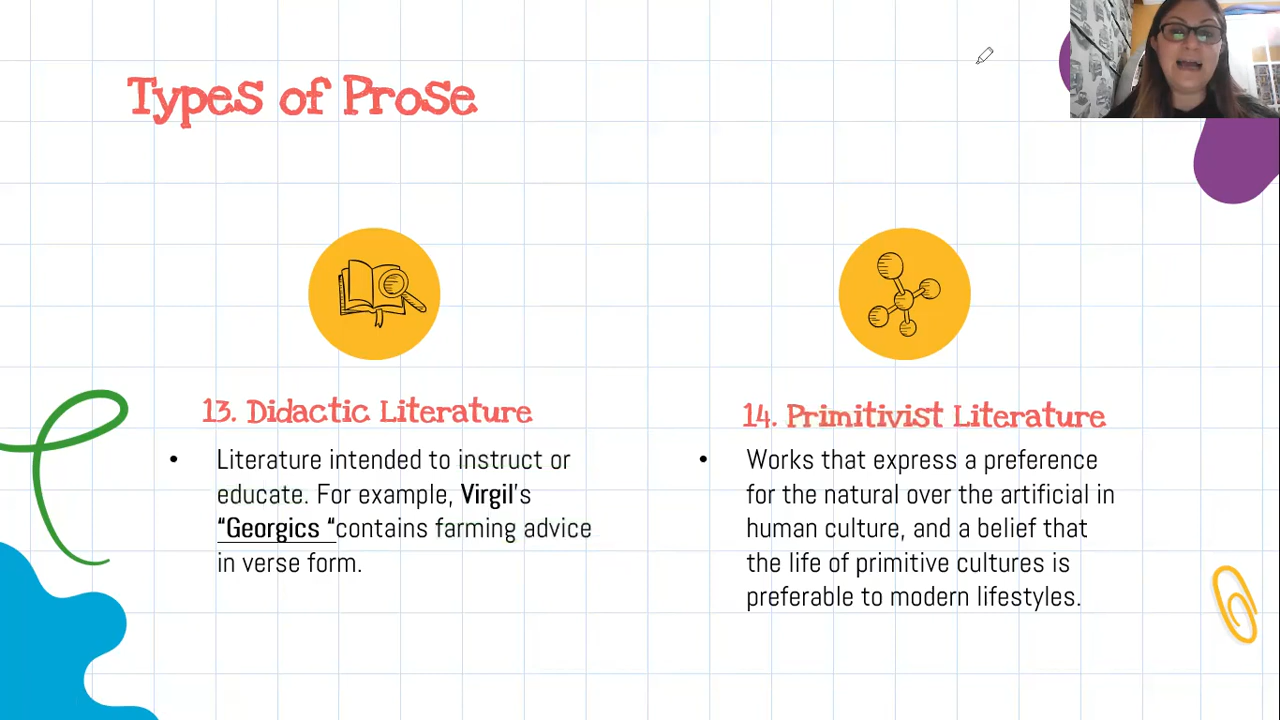 Types of Prose
13. Didactic Literature
• Literature intended to instruct or
educate. For example, Virgil's
"Georgics "contains farming advice
in verse form.
14. Primitivist Literature
• Works that express a preference
for the natural over the artificial in
human culture, and a belief that
the life of primitive cultures is
preferable to modern lifestyles.